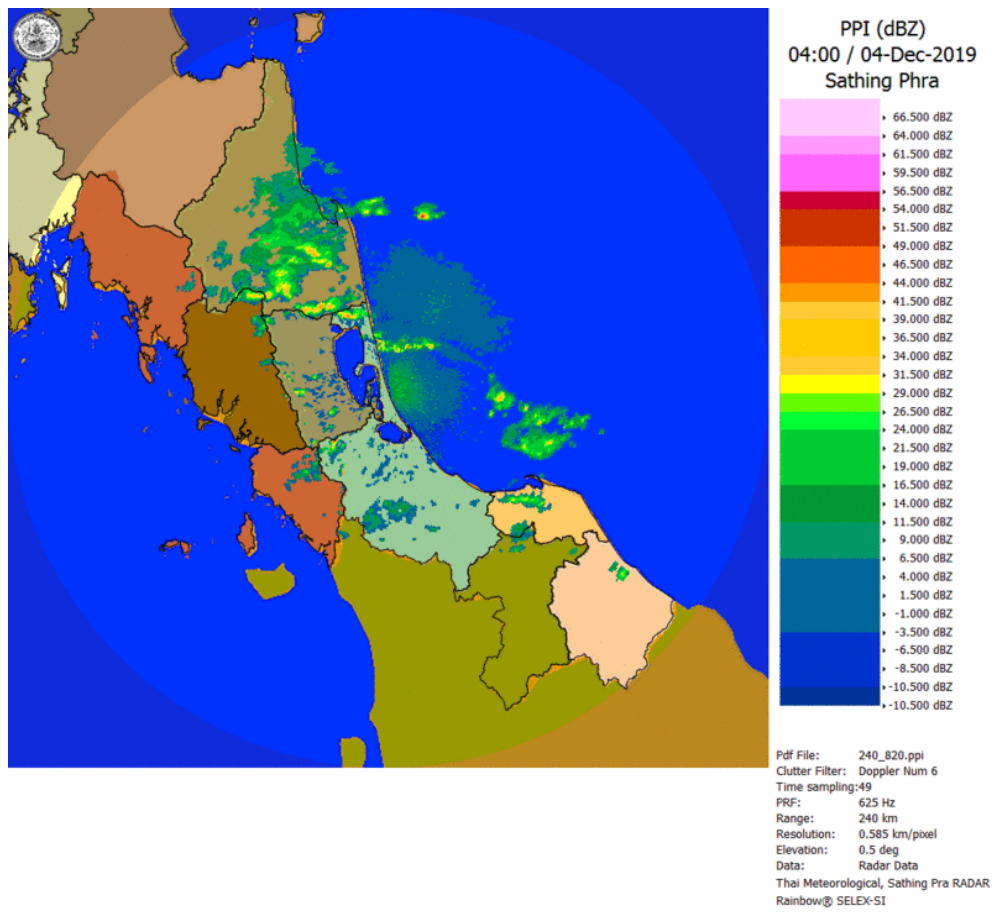 PPI (dBZ)
04:00 / 04-Dec-2019
Sathing Phra
66.500 dBZ
64.000 dBZ
61.500 dBZ
59.500 dBZ
56.500 dBZ
54.000 dBZ
51.500 dBZ
49.000 dBZ
46.500 dBZ
44.000 dBZ
41.500 dBZ
39.000 dBZ
36.500 dBZ
34.000 dBZ
31.500 dBZ
29.000 dBZ
26.500 dBZ
24.000 dBZ
21.500 dBZ
19.000 dBZ
16.500 dBZ
14.000 dBZ
11.500 dBZ
9.000 dBZ
6.500 dBZ
4.000 dBZ
1.500 dBZ
-1.000 dBZ
-3.500 dBZ
-6.500 dBZ
-8.500 dBZ
-10.500 dBZ
-10.500 dBZ
Pdf File: 240_820.ppi
Clutter Filter: Doppler Num 6
Time sampling:49
PRF: 625 Hz
Range: 240 km
Resolution: 0.585 km/pixel
Elevation: 0.5 deg
Data: Radar Data
Thai Meteorological, Sathing Pra RADAR
Rainbow® SELEX-SI